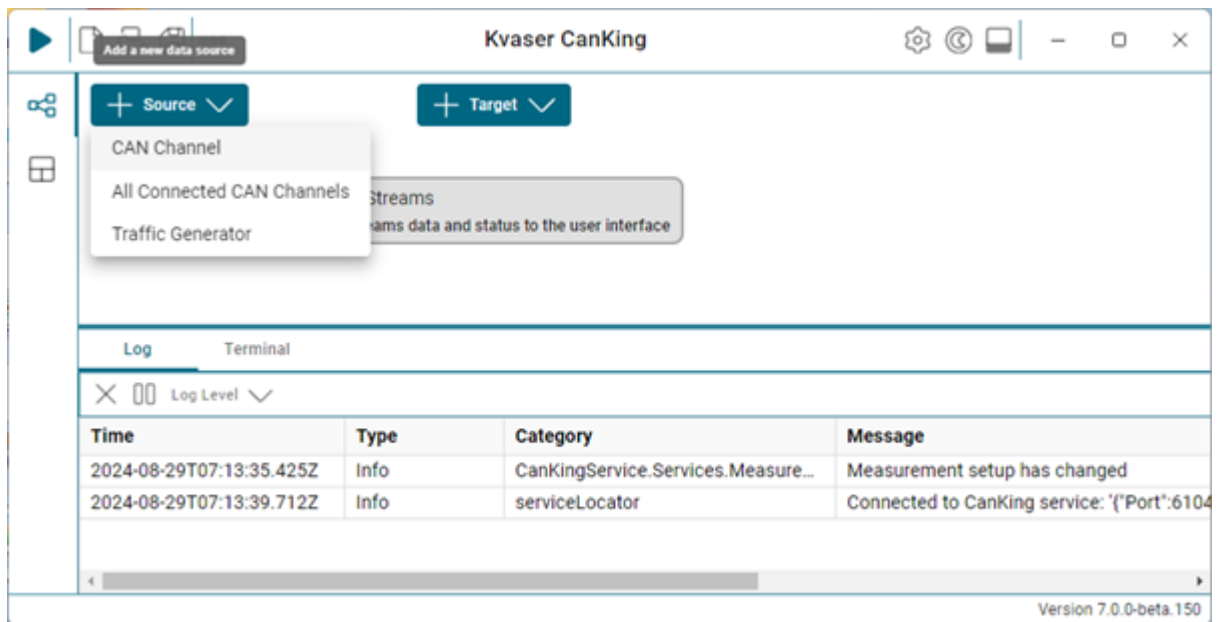 Add a new data source
Kvaser CanKing
Source
Target
CAN Channel
All Connected CAN Channels
Traffic Generator
Streams
data and status to the user interface
Log
Terminal
Log Level
Time Type Category Message
2024-08-29T07:13:35.425Z Info CanKingService.Services.Measure... Measurement setup has changed
2024-08-29T07:13:39.712Z Info serviceLocator Connected to CanKing service: '{"Port":6104
Version 7.0.0-beta.150